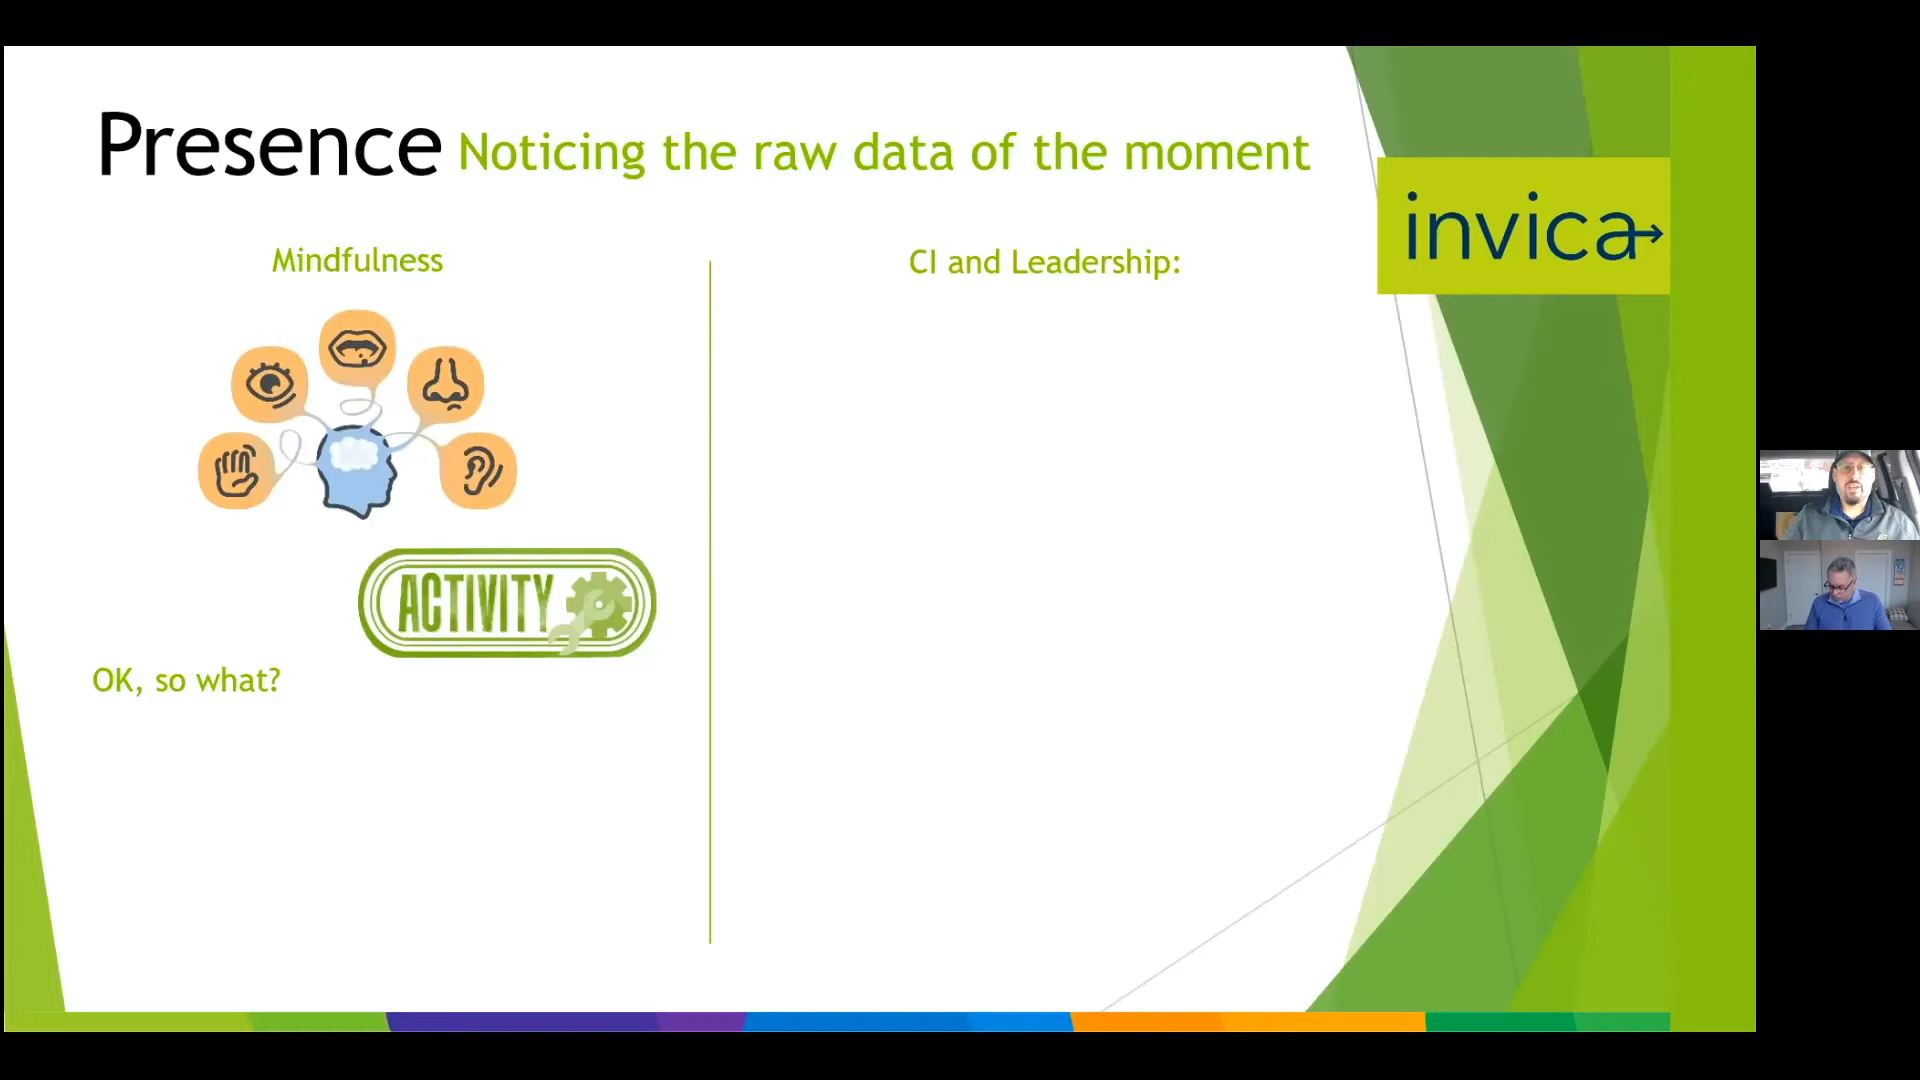 Presence Noticing the raw data of the moment
invica
Mindfulness
CI and Leadership:
ACTIVITY
OK, so what?